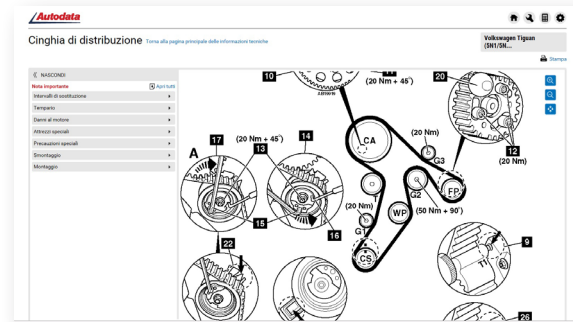 Autodata
Cinghia di distribuzione Torna alla pagina principale delle informazioni tecniche
Volkswagen Tiguan
(5N1/5N...
Stampa
NASCONDI
Nota importante
Apri tutti
Intervalli di sostituzione
Tempario
Danni al motore
Attrezzi speciali
Precauzioni speciali
Smontaggio
Montaggio
10
(20 Nm + 45°)
20
12
(20 Nm)
CA
(20 Nm)
G3
A
17
(20 Nm + 45°)
13
14
15
16
T
G2
FP
(20 Nm)
WP
(50 Nm + 90°)
G1
CS
9
22
26